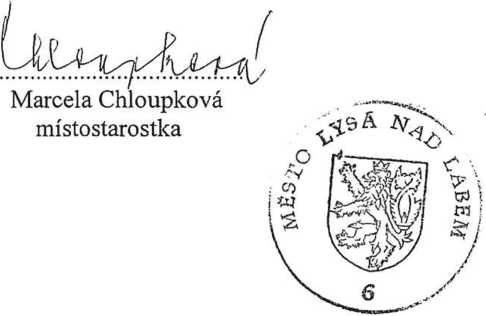 Chloupková
Marcela Chloupková
místostarostka
MĚSTO LYSÁ NAD LABEM
6